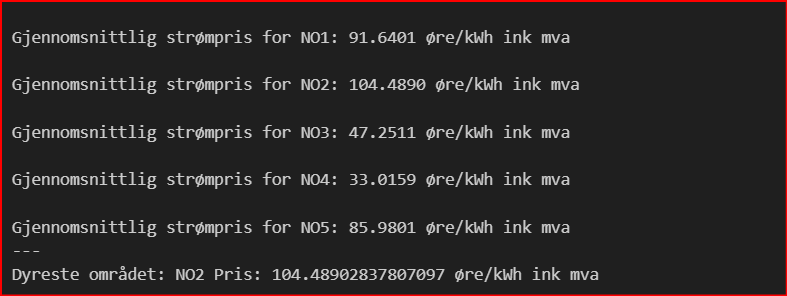 Gjennomsnittlig strømpris for NO1: 91.6401 øre/kWh ink mva
Gjennomsnittlig strømpris for NO2: 104.4890 øre/kWh ink mva
Gjennomsnittlig strømpris for NO3: 47.2511 øre/kWh ink mva
Gjennomsnittlig strømpris for NO4: 33.0159 øre/kWh ink mva
Gjennomsnittlig strømpris for NO5: 85.9801 øre/kWh ink mva
---
Dyreste området: NO2 Pris: 104.48902837807097 øre/kWh ink mva